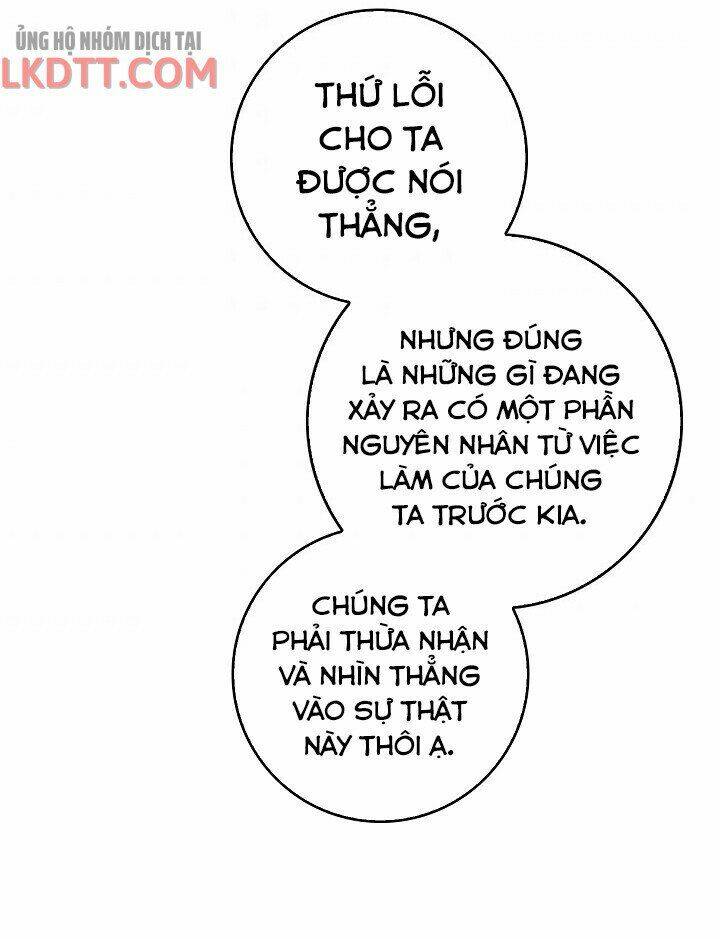 ỦNG HỘ NHÓM DỊCH TẠI
LKDTT.COM
THỨ LỖI
CHO TA
ĐƯỢC NÓI
THẲNG,
NHƯNG ĐÚNG
LÀ NHỮNG GÌ ĐANG
XẢY RA CÓ MỘT PHẦN
NGUYÊN NHÂN TỪ VIỆC
LÀM CỦA CHÚNG
TA TRƯỚC KIA.
CHÚNG TA
PHẢI THỪA NHẬN
VÀ NHÌN THẲNG
VÀO SỰ THẬT
NÀY THÔI Ạ.